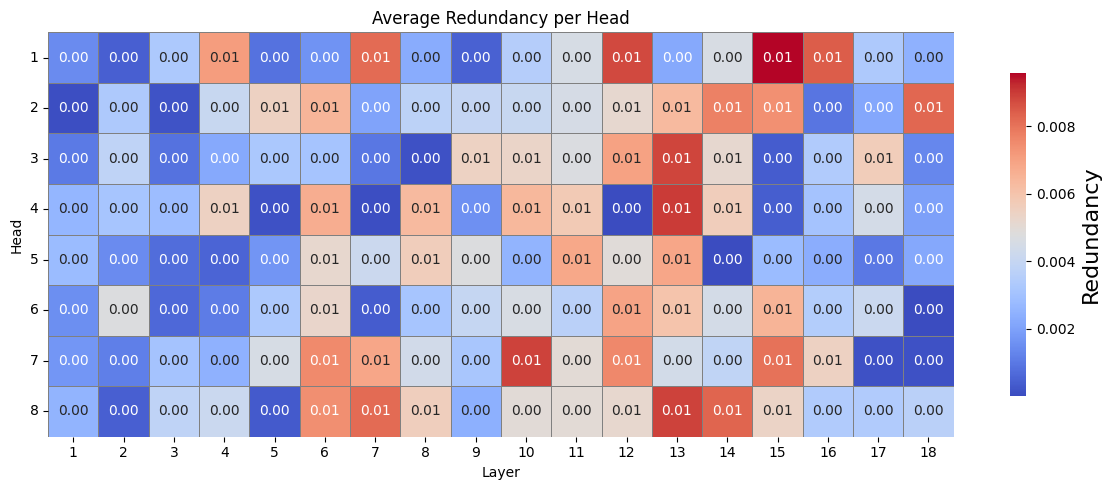 Average Redundancy per Head
1 0.00 0.00 0.00 0.01 0.00 0.00 0.01 0.00 0.00 0.00 0.00 0.01 0.00 0.00 0.01 0.01 0.00 0.00
2 0.00 0.00 0.00 0.00 0.01 0.01 0.00 0.00 0.00 0.00 0.00 0.01 0.01 0.01 0.01 0.00 0.00 0.01
3 0.00 0.00 0.00 0.00 0.00 0.00 0.00 0.00 0.01 0.01 0.00 0.01 0.01 0.01 0.00 0.00 0.01 0.00
4 0.00 0.00 0.00 0.01 0.00 0.01 0.00 0.01 0.00 0.01 0.01 0.00 0.01 0.01 0.00 0.00 0.00 0.00
5 0.00 0.00 0.00 0.00 0.00 0.01 0.00 0.01 0.00 0.00 0.01 0.00 0.01 0.00 0.00 0.00 0.00 0.00
6 0.00 0.00 0.00 0.00 0.00 0.01 0.00 0.00 0.00 0.00 0.00 0.01 0.01 0.00 0.01 0.00 0.00 0.00
7 0.00 0.00 0.00 0.00 0.00 0.01 0.01 0.00 0.00 0.01 0.00 0.01 0.00 0.00 0.01 0.01 0.00 0.00
8 0.00 0.00 0.00 0.00 0.00 0.01 0.01 0.01 0.00 0.00 0.00 0.01 0.01 0.01 0.01 0.00 0.00 0.00
Head
1 2 3 4 5 6 7 8 9 10 11 12 13 14 15 16 17 18
Layer
0.008
0.006
0.004
0.002
Redundancy